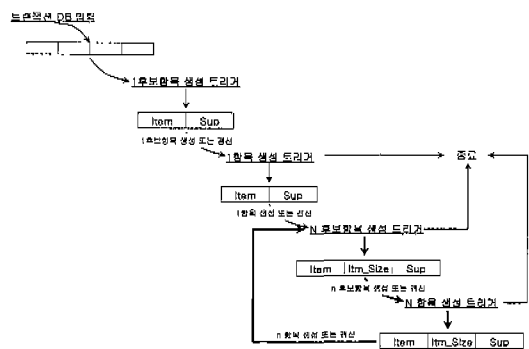 트랜잭션 DB 입력
1후보항목 생성 트리거
Item Sup
1후보항목 생성 또는 갱신
1항목 생성 트리거
종료
Item Sup
1항목 생성 또는 갱신
N 후보항목 생성 트리거
Item Itm_Size Sup
n 후보항목 생성 또는 갱신
N 항목 생성 트리거
n 항목 생성 또는 갱신
Item Itm_Size Sup